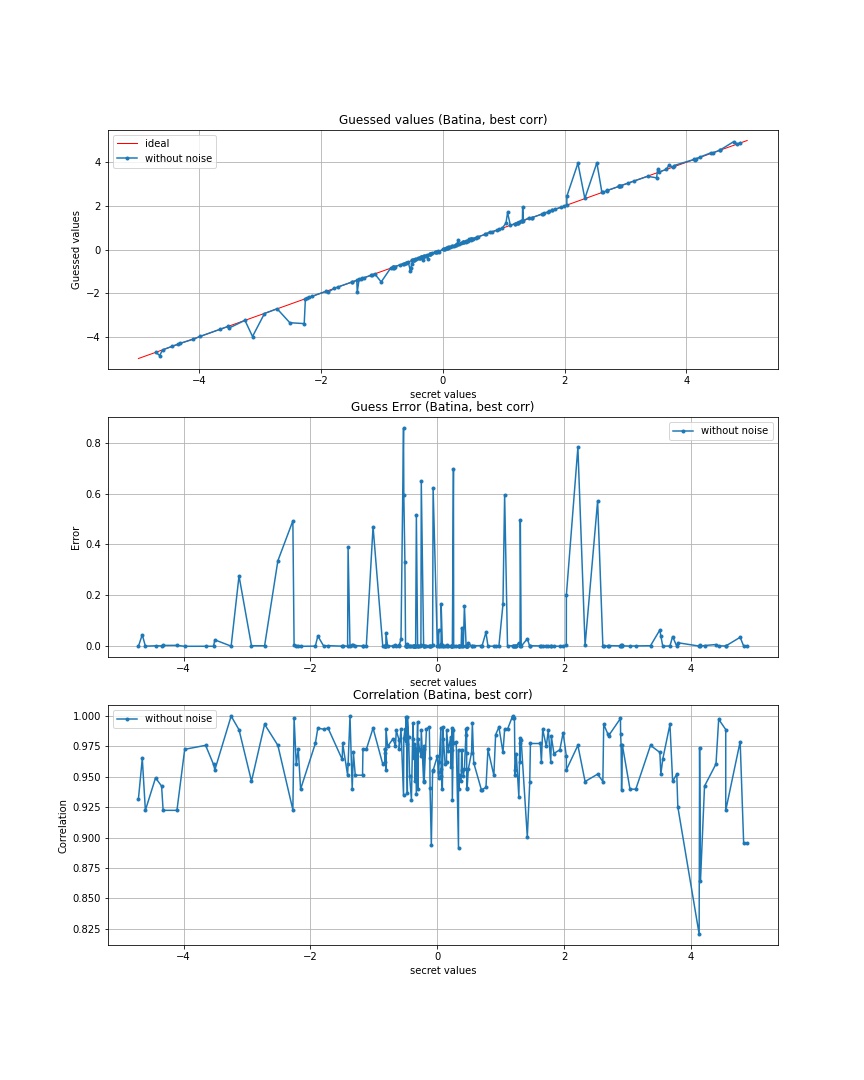 Guessed values (Batina, best corr)
ideal
without noise
4
2
0
−2
−4
Guessed values
−4 −2 0 2 4
secret values
Guess Error (Batina, best corr)
without noise
0.8
0.6
0.4
0.2
0.0
Error
−4 −2 0 2 4
secret values
Correlation (Batina, best corr)
without noise
1.000
0.975
0.950
0.925
0.900
0.875
0.850
0.825
Correlation
−4 −2 0 2 4
secret values